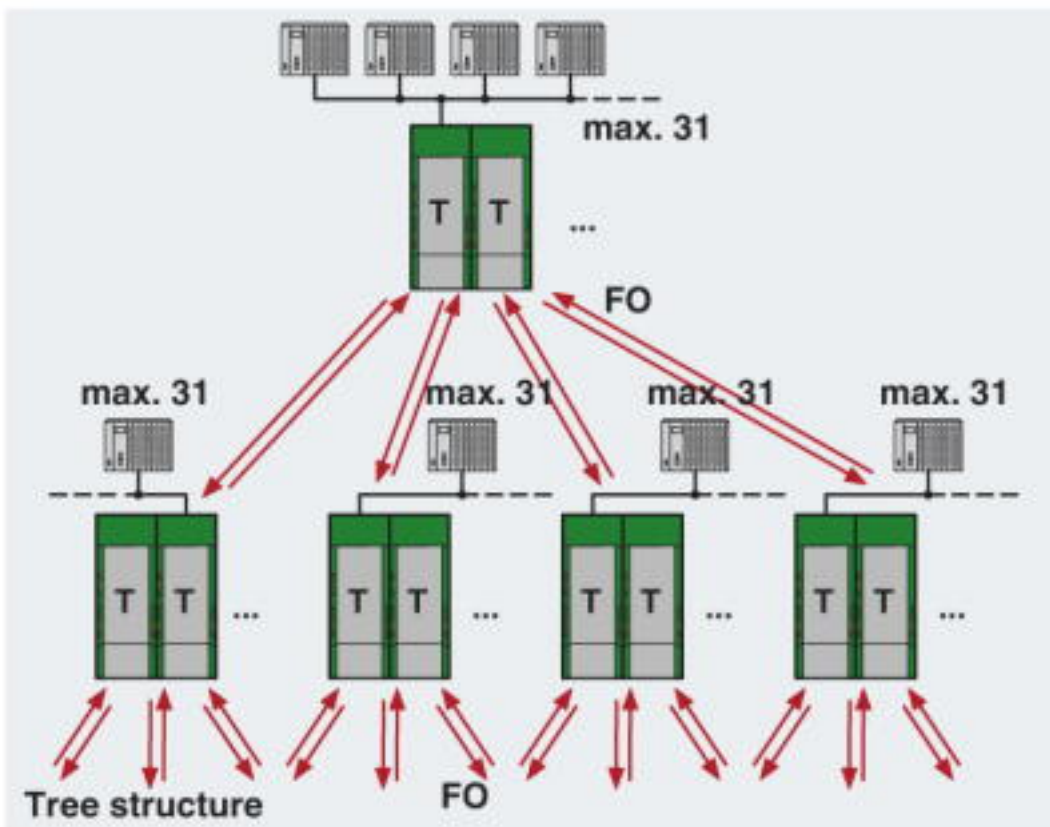 max. 31
T T ...
FO
max. 31 max. 31 max. 31 max. 31
T T ... T T ... T T ... T T ...
Tree structure FO